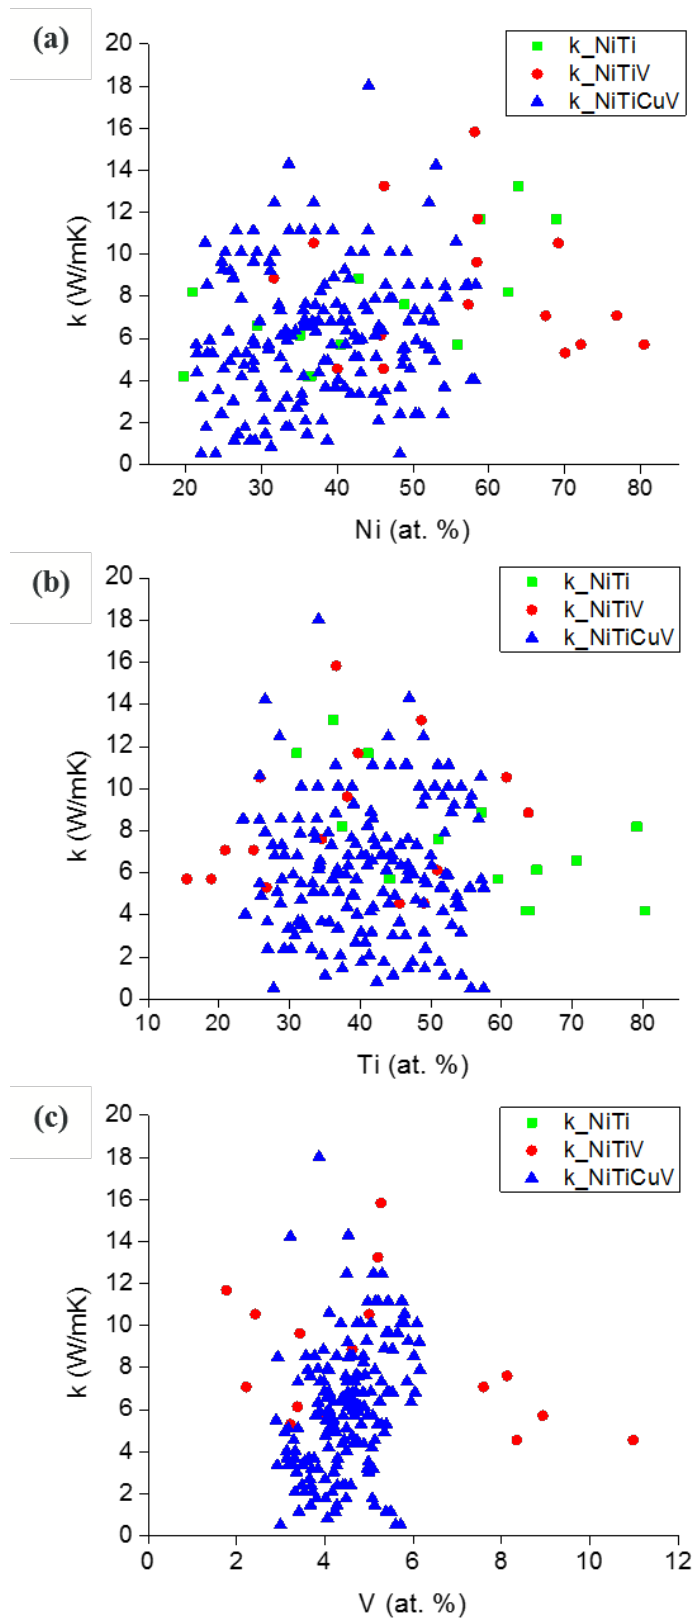 (a)
20
18
16
14
12
10
8
6
4
2
0
k (W/mK)
k_NiTi
k_NiTiV
k_NiTiCuV
20 30 40 50 60 70 80
Ni (at. %)
(b)
20
18
16
14
12
10
8
6
4
2
0
k (W/mK)
k_NiTi
k_NiTiV
k_NiTiCuV
10 20 30 40 50 60 70 80
Ti (at. %)
(c)
20
18
16
14
12
10
8
6
4
2
0
k (W/mK)
k_NiTi
k_NiTiV
k_NiTiCuV
0 2 4 6 8 10 12
V (at. %)